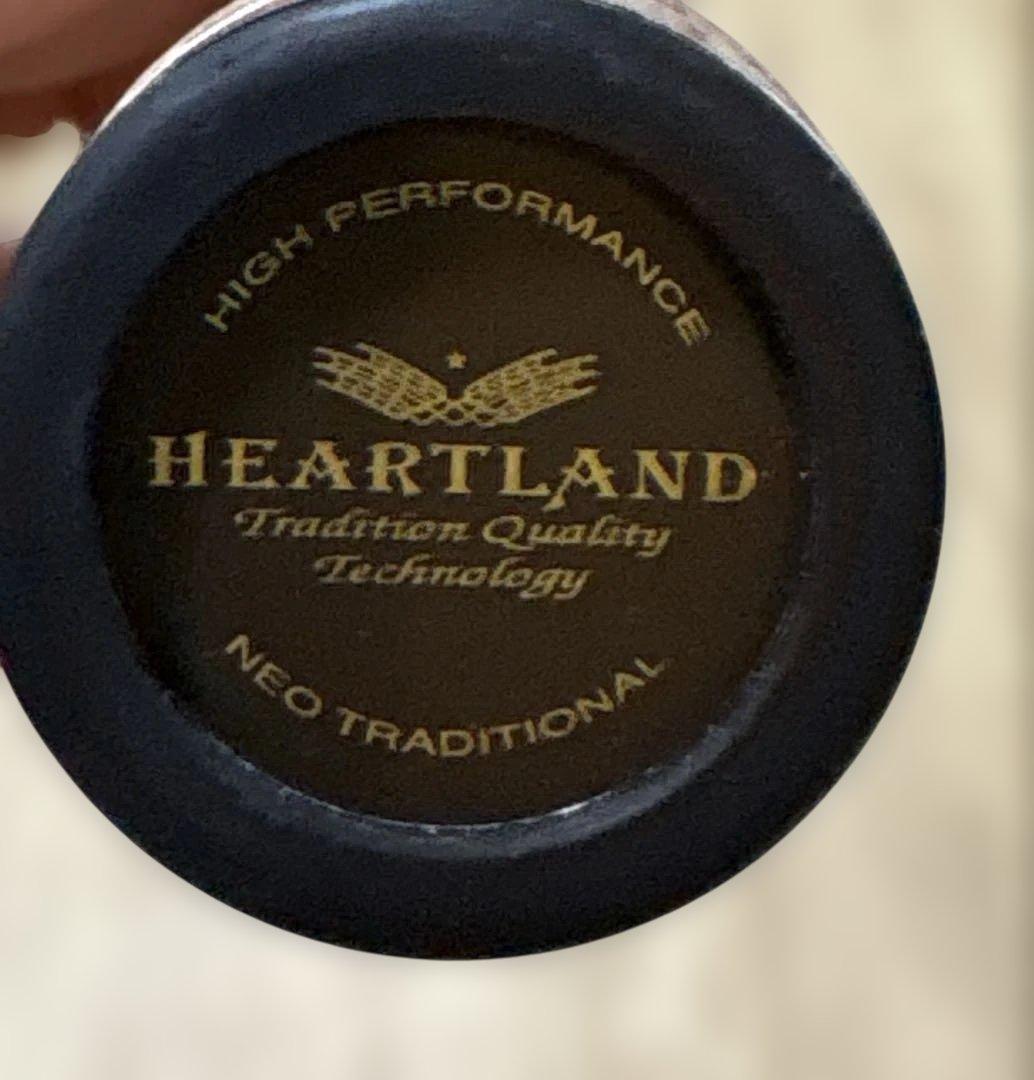 HIGH PERFORMANCE
HEARTLAND
Tradition Quality
Technology
NEO TRADITIONAL